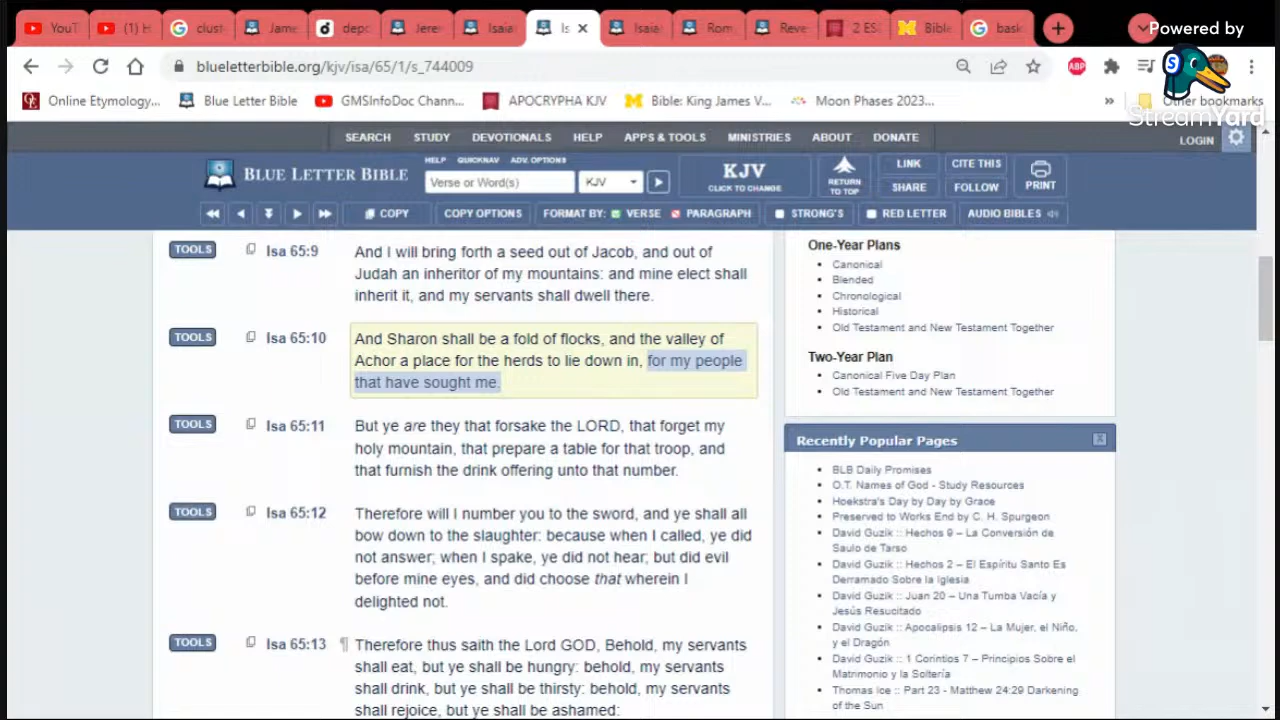 YouT
(1) H
clust
Jame
depo
Jere
Isaia
Is
Isaia
Rom
Reve
2 ES
Bible
bask
Powered by
blueletterbible.org/kjv/isa/65/1/s_744009
ABP
S
Online Etymology...
Blue Letter Bible
GMSInfoDoc Chann...
APOCRYPHA KJV
Bible: King James V...
Moon Phases 2023...
»
Other bookmarks
StreamYard
SEARCH STUDY DEVOTIONALS HELP APPS & TOOLS MINISTRIES ABOUT DONATE
LOGIN
BLUE LETTER BIBLE
HELP QUICKNAV ADV. OPTIONS
Verse or Word(s)
KJV
KJV
CLICK TO CHANGE
RETURN
TO TOP
LINK
SHARE
CITE THIS
FOLLOW
PRINT
COPY COPY OPTIONS FORMAT BY: VERSE PARAGRAPH STRONG'S RED LETTER AUDIO BIBLES
TOOLS Isa 65:9 And I will bring forth a seed out of Jacob, and out of
Judah an inheritor of my mountains: and mine elect shall
inherit it, and my servants shall dwell there.
TOOLS Isa 65:10 And Sharon shall be a fold of flocks, and the valley of
Achor a place for the herds to lie down in, for my people
that have sought me.
TOOLS Isa 65:11 But ye are they that forsake the LORD, that forget my
holy mountain, that prepare a table for that troop, and
that furnish the drink offering unto that number.
TOOLS Isa 65:12 Therefore will I number you to the sword, and ye shall all
bow down to the slaughter: because when I called, ye did
not answer; when I spake, ye did not hear; but did evil
before mine eyes, and did choose that wherein I
delighted not.
TOOLS Isa 65:13 ¶ Therefore thus saith the Lord GOD, Behold, my servants
shall eat, but ye shall be hungry: behold, my servants
shall drink, but ye shall be thirsty: behold, my servants
shall rejoice, but ye shall be ashamed:
One-Year Plans
Canonical
Blended
Chronological
Historical
Old Testament and New Testament Together
Two-Year Plan
Canonical Five Day Plan
Old Testament and New Testament Together
Recently Popular Pages
BLB Daily Promises
O.T. Names of God - Study Resources
Hoekstra's Day by Day by Grace
Preserved to Works End by C. H. Spurgeon
David Guzik :: Hechos 9 – La Conversión de
Saulo de Tarso
David Guzik :: Hechos 2 – El Espíritu Santo Es
Derramado Sobre la Iglesia
David Guzik :: Juan 20 – Una Tumba Vacía y
Jesús Resucitado
David Guzik :: Apocalipsis 12 – La Mujer, el Niño,
y el Dragón
David Guzik :: 1 Corintios 7 – Principios Sobre el
Matrimonio y la Soltería
Thomas Ice :: Part 23 - Matthew 24:29 Darkening
of the Sun